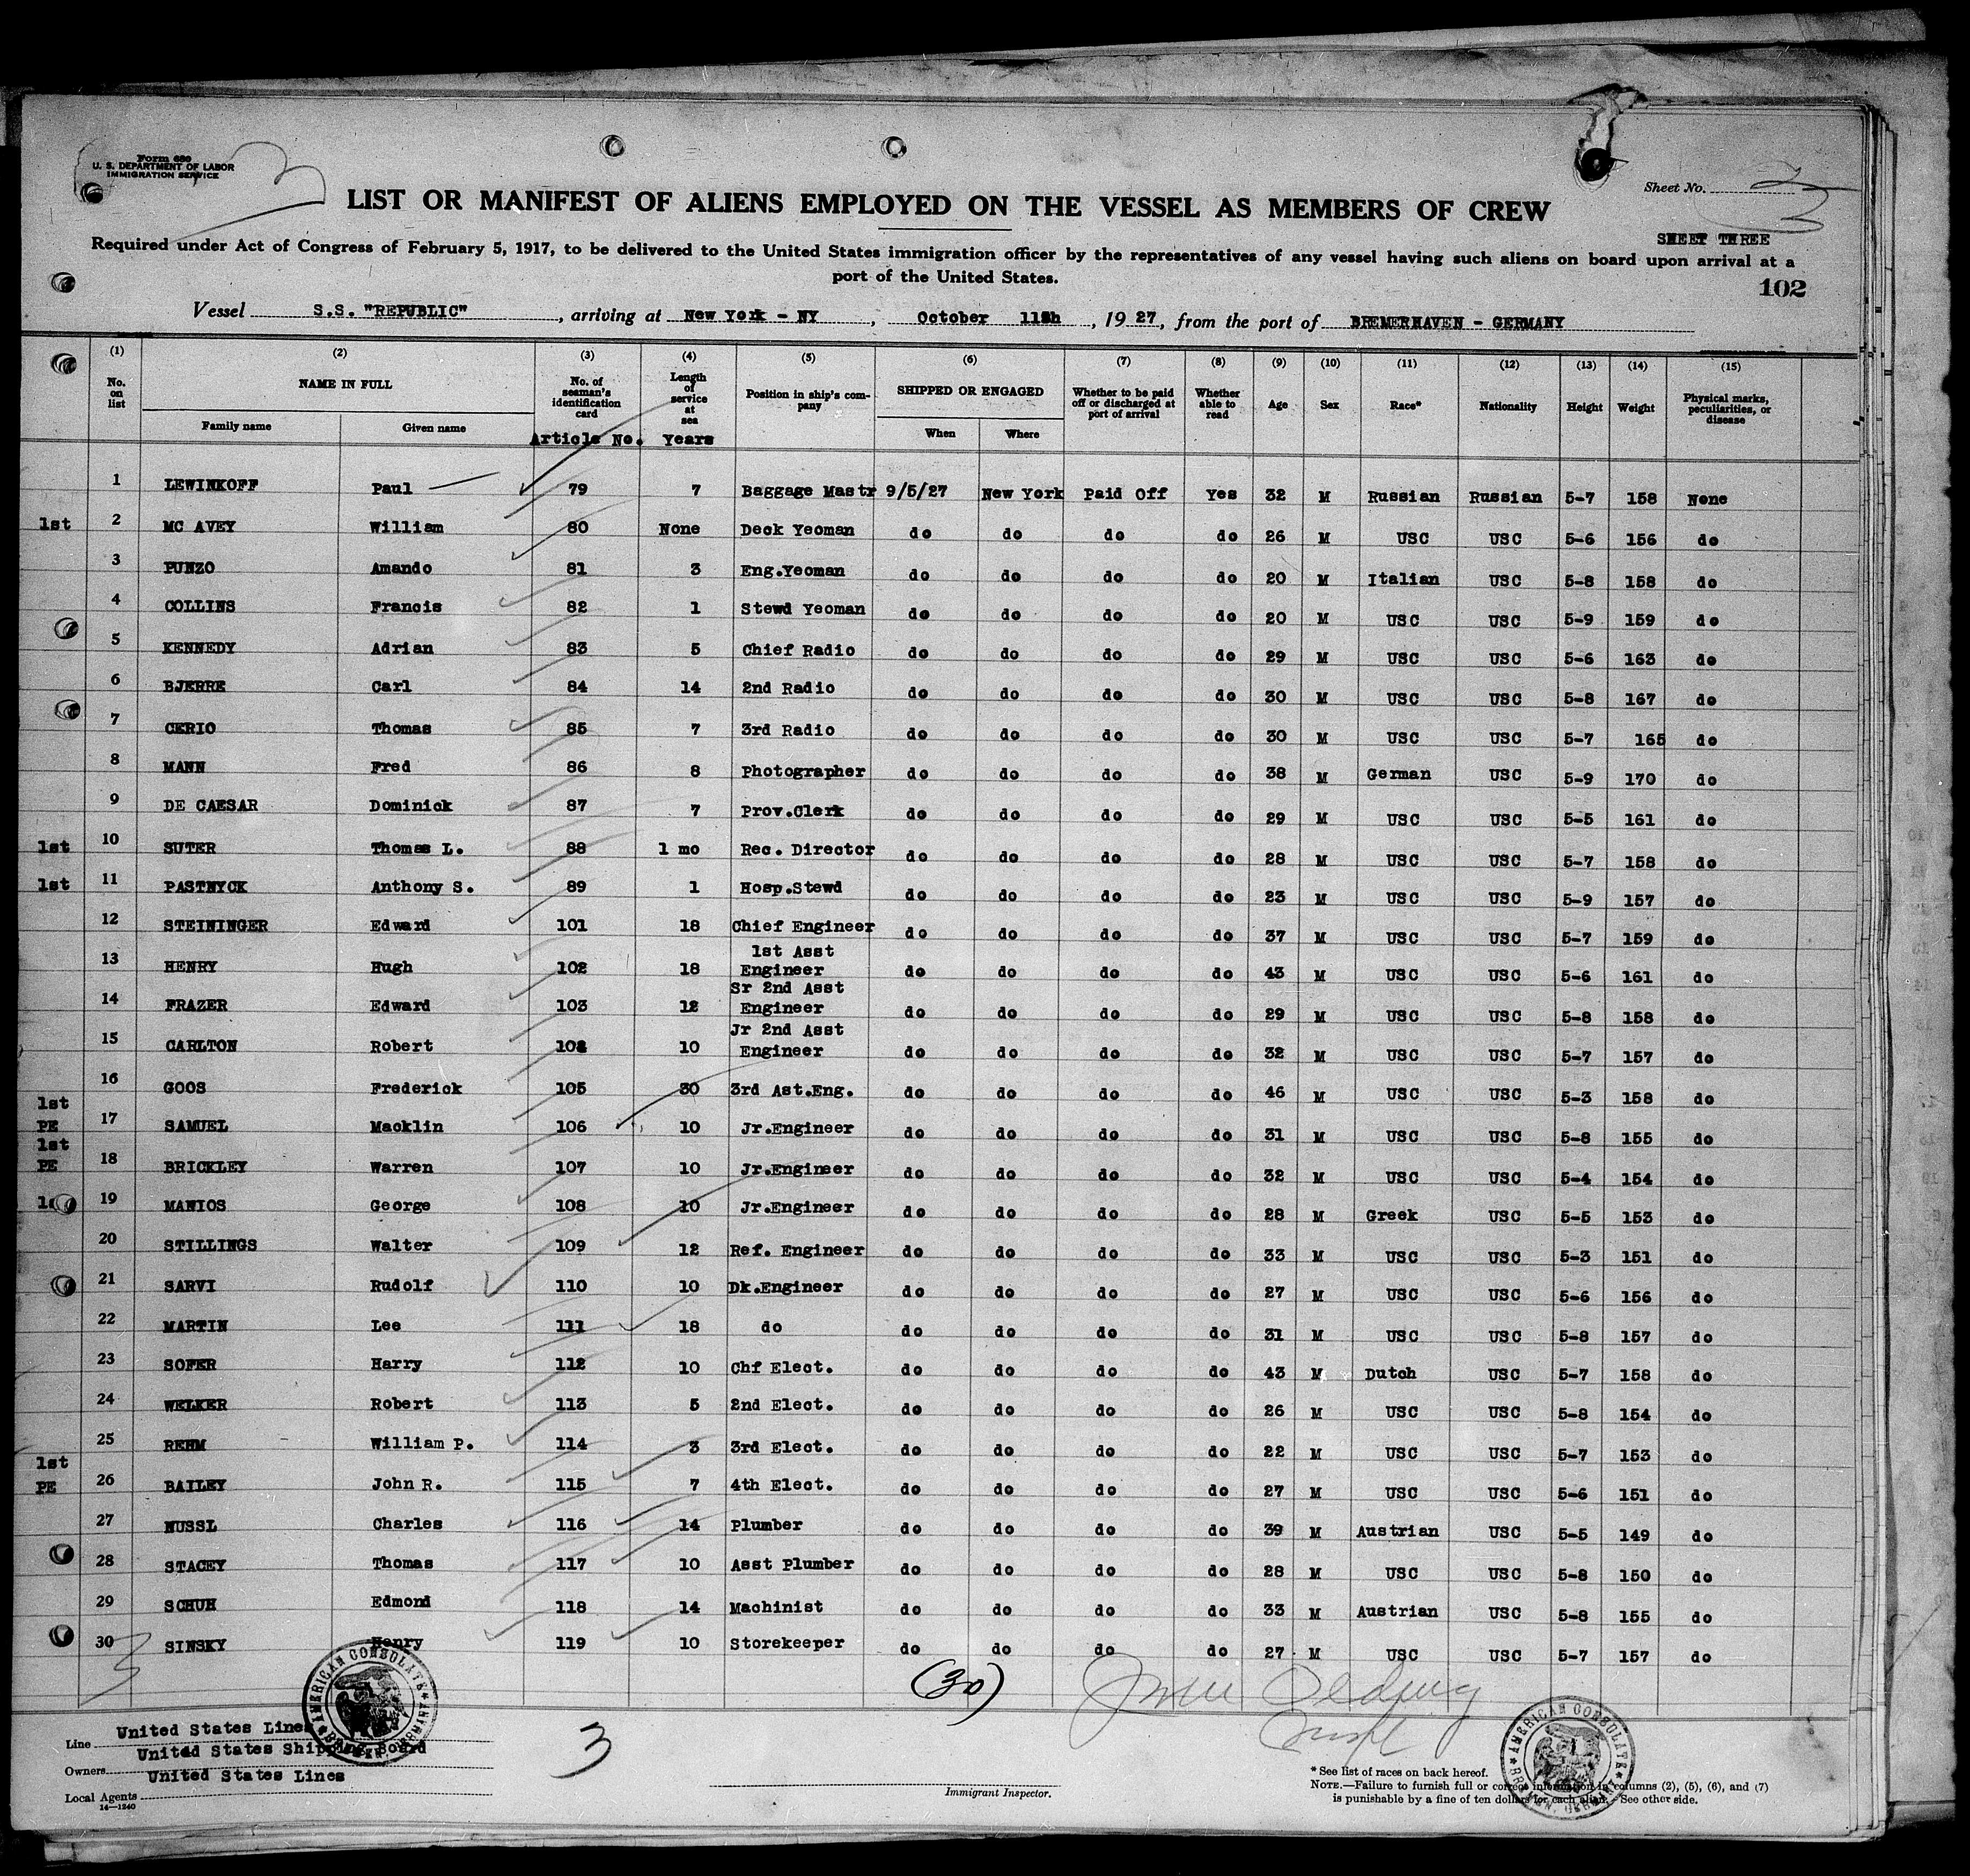 Form 680
U. S. DEPARTMENT OF LABOR
IMMIGRATION SERVICE
3
Sheet No. 3
LIST OR MANIFEST OF ALIENS EMPLOYED ON THE VESSEL AS MEMBERS OF CREW
SHEET THREE
Required under Act of Congress of February 5, 1917, to be delivered to the United States immigration officer by the representatives of any vessel having such aliens on board upon arrival at a
port of the United States.
102
Vessel S.S. "REPUBLIC", arriving at New York - NY, October 11th, 1927, from the port of BREMERHAVEN - GERMANY
(1) (2) (3) (4) (5) (6) (7) (8) (9) (10) (11) (12) (13) (14) (15)
No. on list NAME IN FULL Family name Given name No. of seaman's identification card Length of service at sea Position in ship's company SHIPPED OR ENGAGED When Where Whether to be paid off or discharged at port of arrival Whether able to read Age Sex Race* Nationality Height Weight Physical marks, peculiarities, or disease
Article No. Years
1 LEWINKOFF Paul 79 7 Baggage Mastr 9/5/27 New York Paid Off Yes 32 M Russian Russian 5-7 158 None
1st 2 MC AVEY William 80 None Deck Yeoman do do do do 26 M USC USC 5-6 156 do
3 PUNZO Amando 81 3 Eng.Yeoman do do do do 20 M Italian USC 5-8 158 do
4 COLLINS Francis 82 1 Stewd Yeoman do do do do 20 M USC USC 5-9 159 do
5 KENNEDY Adrian 83 5 Chief Radio do do do do 29 M USC USC 5-6 163 do
6 BJERRE Carl 84 14 2nd Radio do do do do 30 M USC USC 5-8 167 do
7 CERIO Thomas 85 7 3rd Radio do do do do 30 M USC USC 5-7 165 do
8 MANN Fred 86 8 Photographer do do do do 38 M German USC 5-9 170 do
9 DE CAESAR Dominick 87 7 Prov.Clerk do do do do 29 M USC USC 5-5 161 do
1st 10 SUTER Thomas L. 88 1 mo Rec. Director do do do do 28 M USC USC 5-7 158 do
1st 11 PASTNYCK Anthony S. 89 1 Hosp.Stewd do do do do 23 M USC USC 5-9 157 do
12 STEININGER Edward 101 18 Chief Engineer do do do do 37 M USC USC 5-7 159 do
13 HENRY Hugh 102 18 1st Asst Engineer do do do do 43 M USC USC 5-6 161 do
14 FRAZER Edward 103 12 Sr 2nd Asst Engineer do do do do 29 M USC USC 5-8 158 do
15 CARLTON Robert 104 10 Jr 2nd Asst Engineer do do do do 32 M USC USC 5-7 157 do
16 GOOS Frederick 105 30 3rd Ast.Eng. do do do do 46 M USC USC 5-3 158 do
1st PE 17 SAMUEL Macklin 106 10 Jr.Engineer do do do do 31 M USC USC 5-8 155 do
1st PE 18 BRICKLEY Warren 107 10 Jr.Engineer do do do do 32 M USC USC 5-4 154 do
19 MANIOS George 108 10 Jr.Engineer do do do do 28 M Greek USC 5-5 153 do
20 STILLINGS Walter 109 12 Ref. Engineer do do do do 33 M USC USC 5-3 151 do
21 SARVI Rudolf 110 10 Dk.Engineer do do do do 27 M USC USC 5-6 156 do
22 MARTIN Lee 111 18 do do do do do 31 M USC USC 5-8 157 do
23 SOFER Harry 112 10 Chf Elect. do do do do 43 M Dutch USC 5-7 158 do
24 WELKER Robert 113 5 2nd Elect. do do do do 26 M USC USC 5-8 154 do
25 REHM William P. 114 3 3rd Elect. do do do do 22 M USC USC 5-7 153 do
1st PE 26 BAILEY John R. 115 7 4th Elect. do do do do 27 M USC USC 5-6 151 do
27 NUSSL Charles 116 14 Plumber do do do do 39 M Austrian USC 5-5 149 do
28 STACEY Thomas 117 10 Asst Plumber do do do do 28 M USC USC 5-8 150 do
29 SCHUH Edmond 118 14 Machinist do do do do 33 M Austrian USC 5-8 155 do
30 SINSKY Henry 119 10 Storekeeper do do do do 27 M USC USC 5-7 157 do
3
(30)
AMERICAN CONSULATE BREMEN, GERMANY
Line United States Lines
Owners United States Shipping Board
Local Agents United States Lines
14—1240
3
Immigrant Inspector.
AMERICAN CONSULATE BREMEN, GERMANY
* See list of races on back hereof.
NOTE.—Failure to furnish full or correct information in columns (2), (5), (6), and (7)
is punishable by a fine of ten dollars for each alien. See other side.